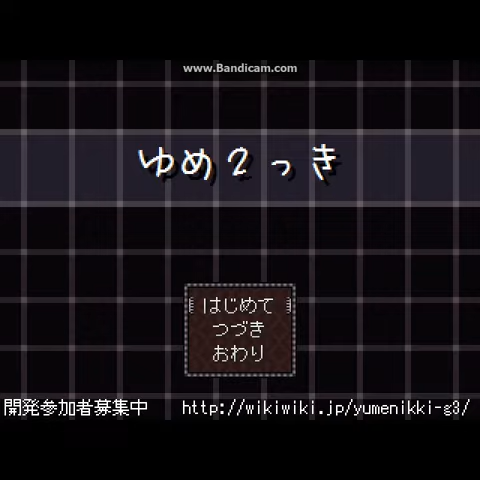 www.Bandicam.com
ゆめ2っき
はじめて
つづき
おわり
開発参加者募集中 http://wikiwiki.jp/yumenikki-g3/